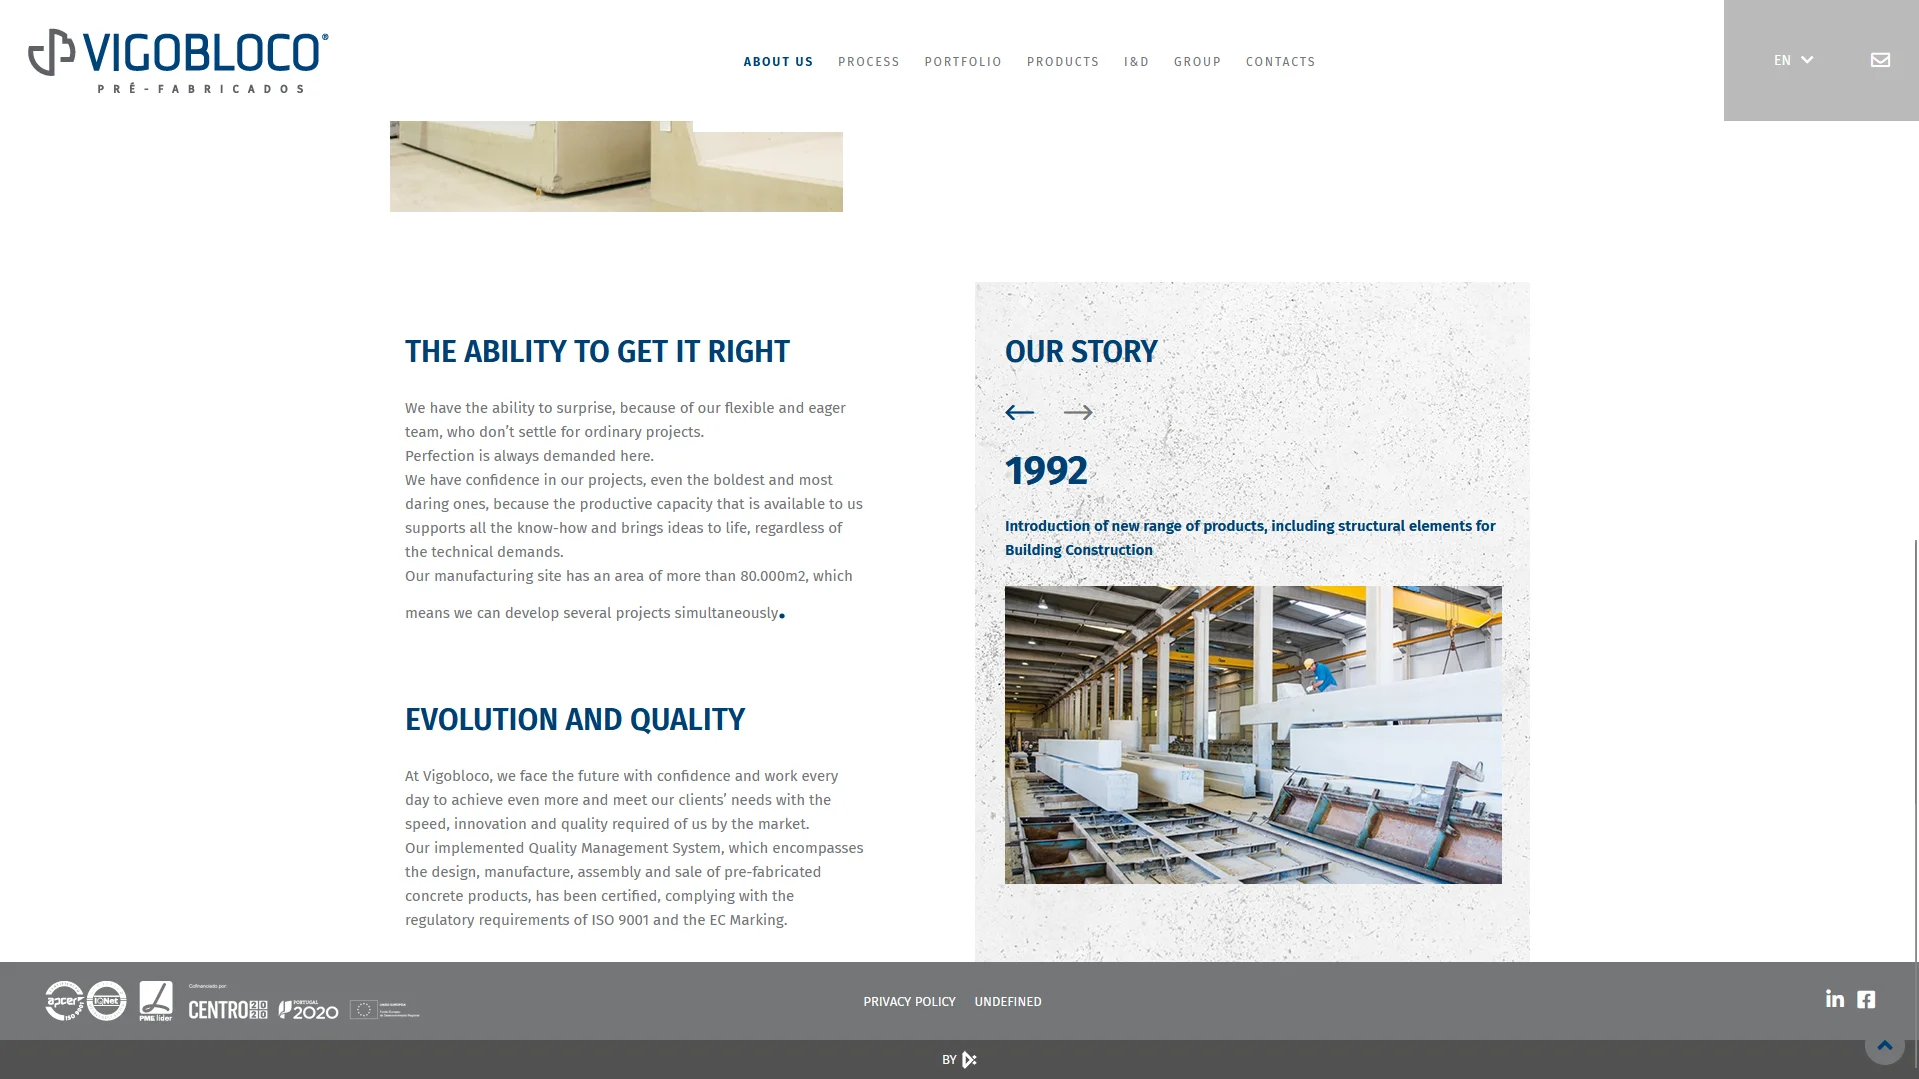 VIGOBLOCO®
PRÉ-FABRICADOS
ABOUT US PROCESS PORTFOLIO PRODUCTS I&D GROUP CONTACTS
EN
THE ABILITY TO GET IT RIGHT
We have the ability to surprise, because of our flexible and eager
team, who don’t settle for ordinary projects.
Perfection is always demanded here.
We have confidence in our projects, even the boldest and most
daring ones, because the productive capacity that is available to us
supports all the know-how and brings ideas to life, regardless of
the technical demands.
Our manufacturing site has an area of more than 80.000m2, which
means we can develop several projects simultaneously.
EVOLUTION AND QUALITY
At Vigobloco, we face the future with confidence and work every
day to achieve even more and meet our clients’ needs with the
speed, innovation and quality required of us by the market.
Our implemented Quality Management System, which encompasses
the design, manufacture, assembly and sale of pre-fabricated
concrete products, has been certified, complying with the
regulatory requirements of ISO 9001 and the EC Marking.
OUR STORY
1992
Introduction of new range of products, including structural elements for
Building Construction
apcer
IQNet
PME líder
Cofinanciado por:
CENTRO 2020
PORTUGAL
2020
PRIVACY POLICY UNDEFINED
BY